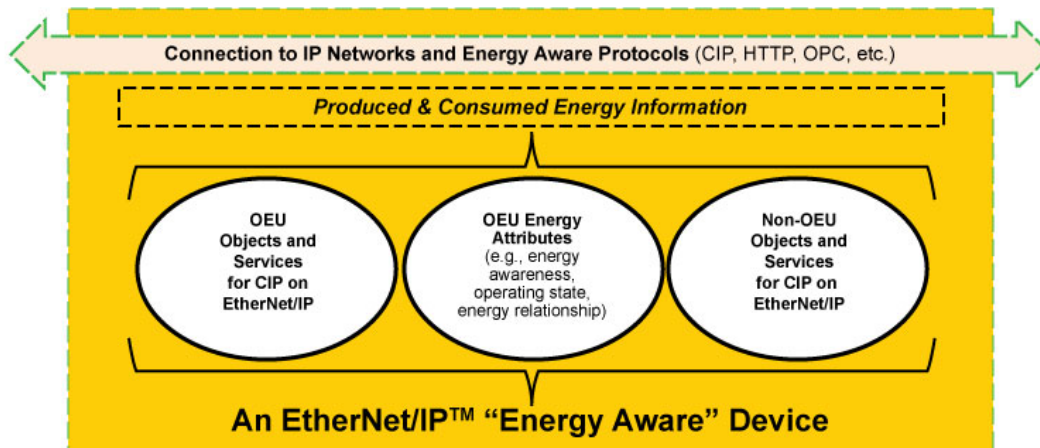 Connection to IP Networks and Energy Aware Protocols (CIP, HTTP, OPC, etc.)
Produced & Consumed Energy Information
OEU
Objects and
Services
for CIP on
EtherNet/IP
OEU Energy
Attributes
(e.g., energy
awareness,
operating state,
energy relationship)
Non-OEU
Objects and
Services
for CIP on
EtherNet/IP
An EtherNet/IP™ “Energy Aware” Device